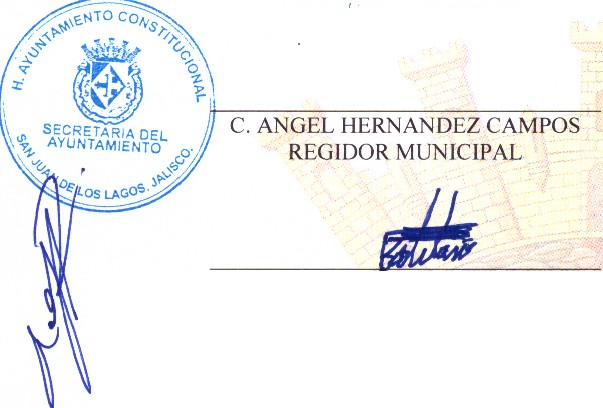 H. AYUNTAMIENTO CONSTITUCIONAL
SECRETARIA DEL
AYUNTAMIENTO
SAN JUAN DE LOS LAGOS. JALISCO.
C. ANGEL HERNANDEZ CAMPOS
REGIDOR MUNICIPAL